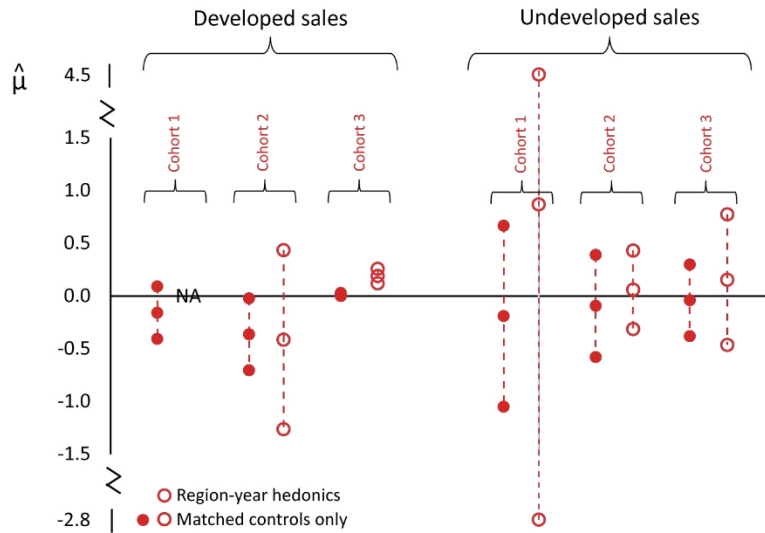 Developed sales
Undeveloped sales
μ̂
4.5
1.5
1.0
0.5
0.0
-0.5
-1.0
-1.5
-2.8
Cohort 1
Cohort 2
Cohort 3
Cohort 1
Cohort 2
Cohort 3
NA
Region-year hedonics
Matched controls only